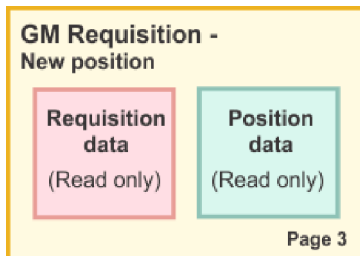 GM Requisition -
New position
Requisition
data
(Read only)
Position
data
(Read only)
Page 3